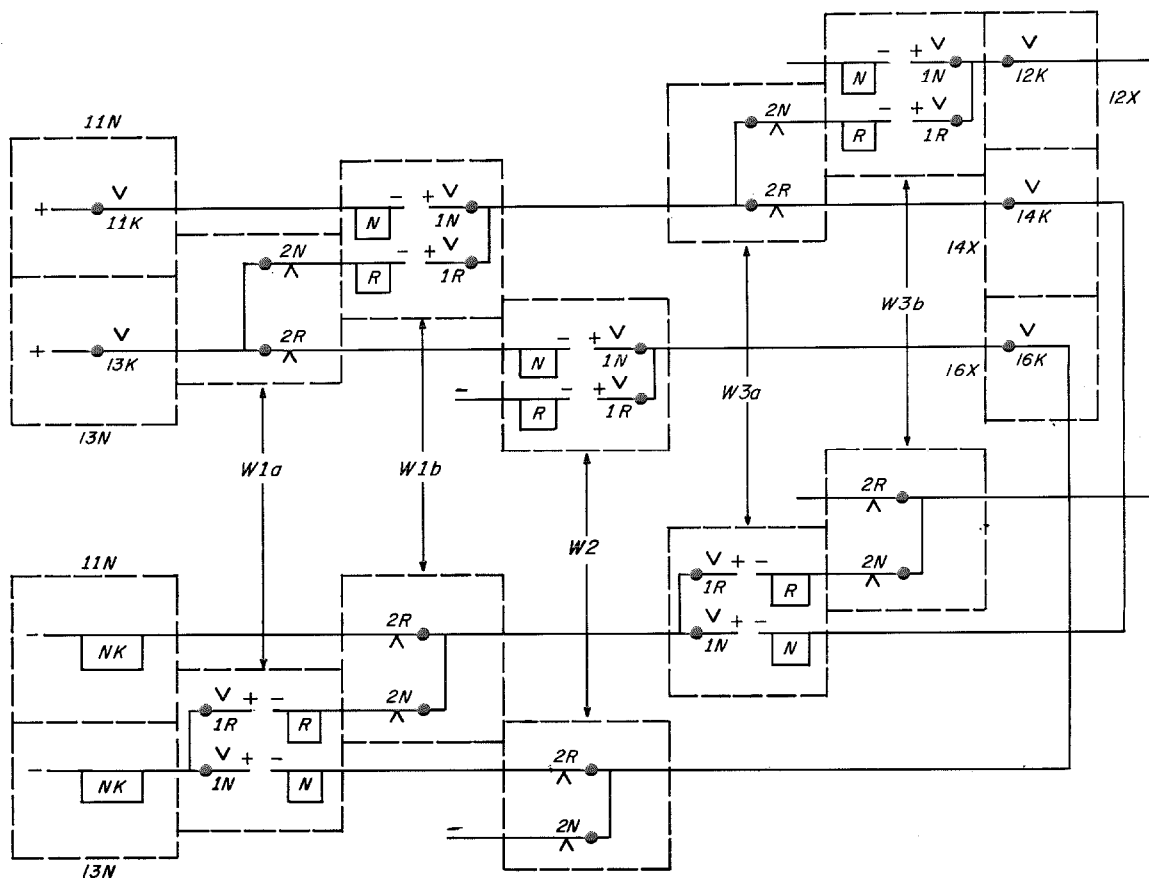 N - + V 1N V 12K 12X
2N R - + V 1R
11N
+ V 11K N - + V 1N 2R V 14K
2N R - + V 1R 14X
+ V 13K 2R N - + V 1N V 16K 16X
- R - + V 1R
13N
W1a W1b W2 W3a W3b
2R
11N
V 1R + - R 2N
- NK 2R V 1N + - N
V 1R + - R 2N
- NK V 1N + - N 2R
- 2N
13N